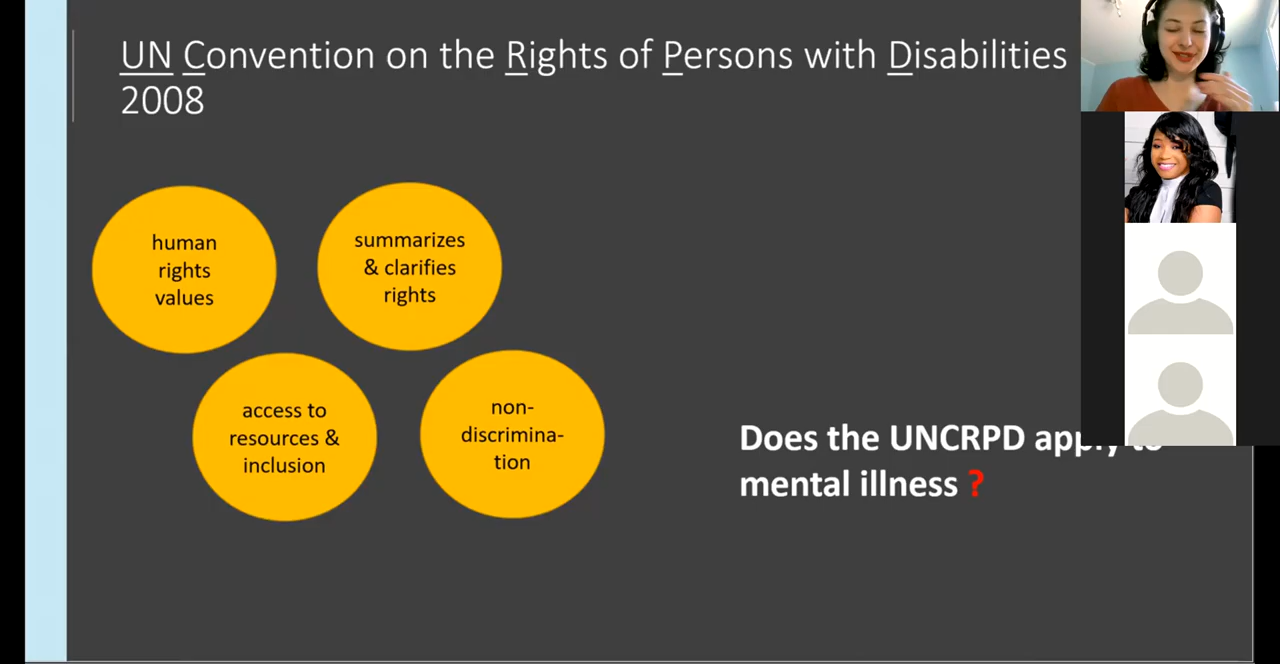 UN Convention on the Rights of Persons with Disabilities
2008
human
rights
values
summarizes
& clarifies
rights
access to
resources &
inclusion
non-
discrimina-
tion
Does the UNCRPD apply to
mental illness ?